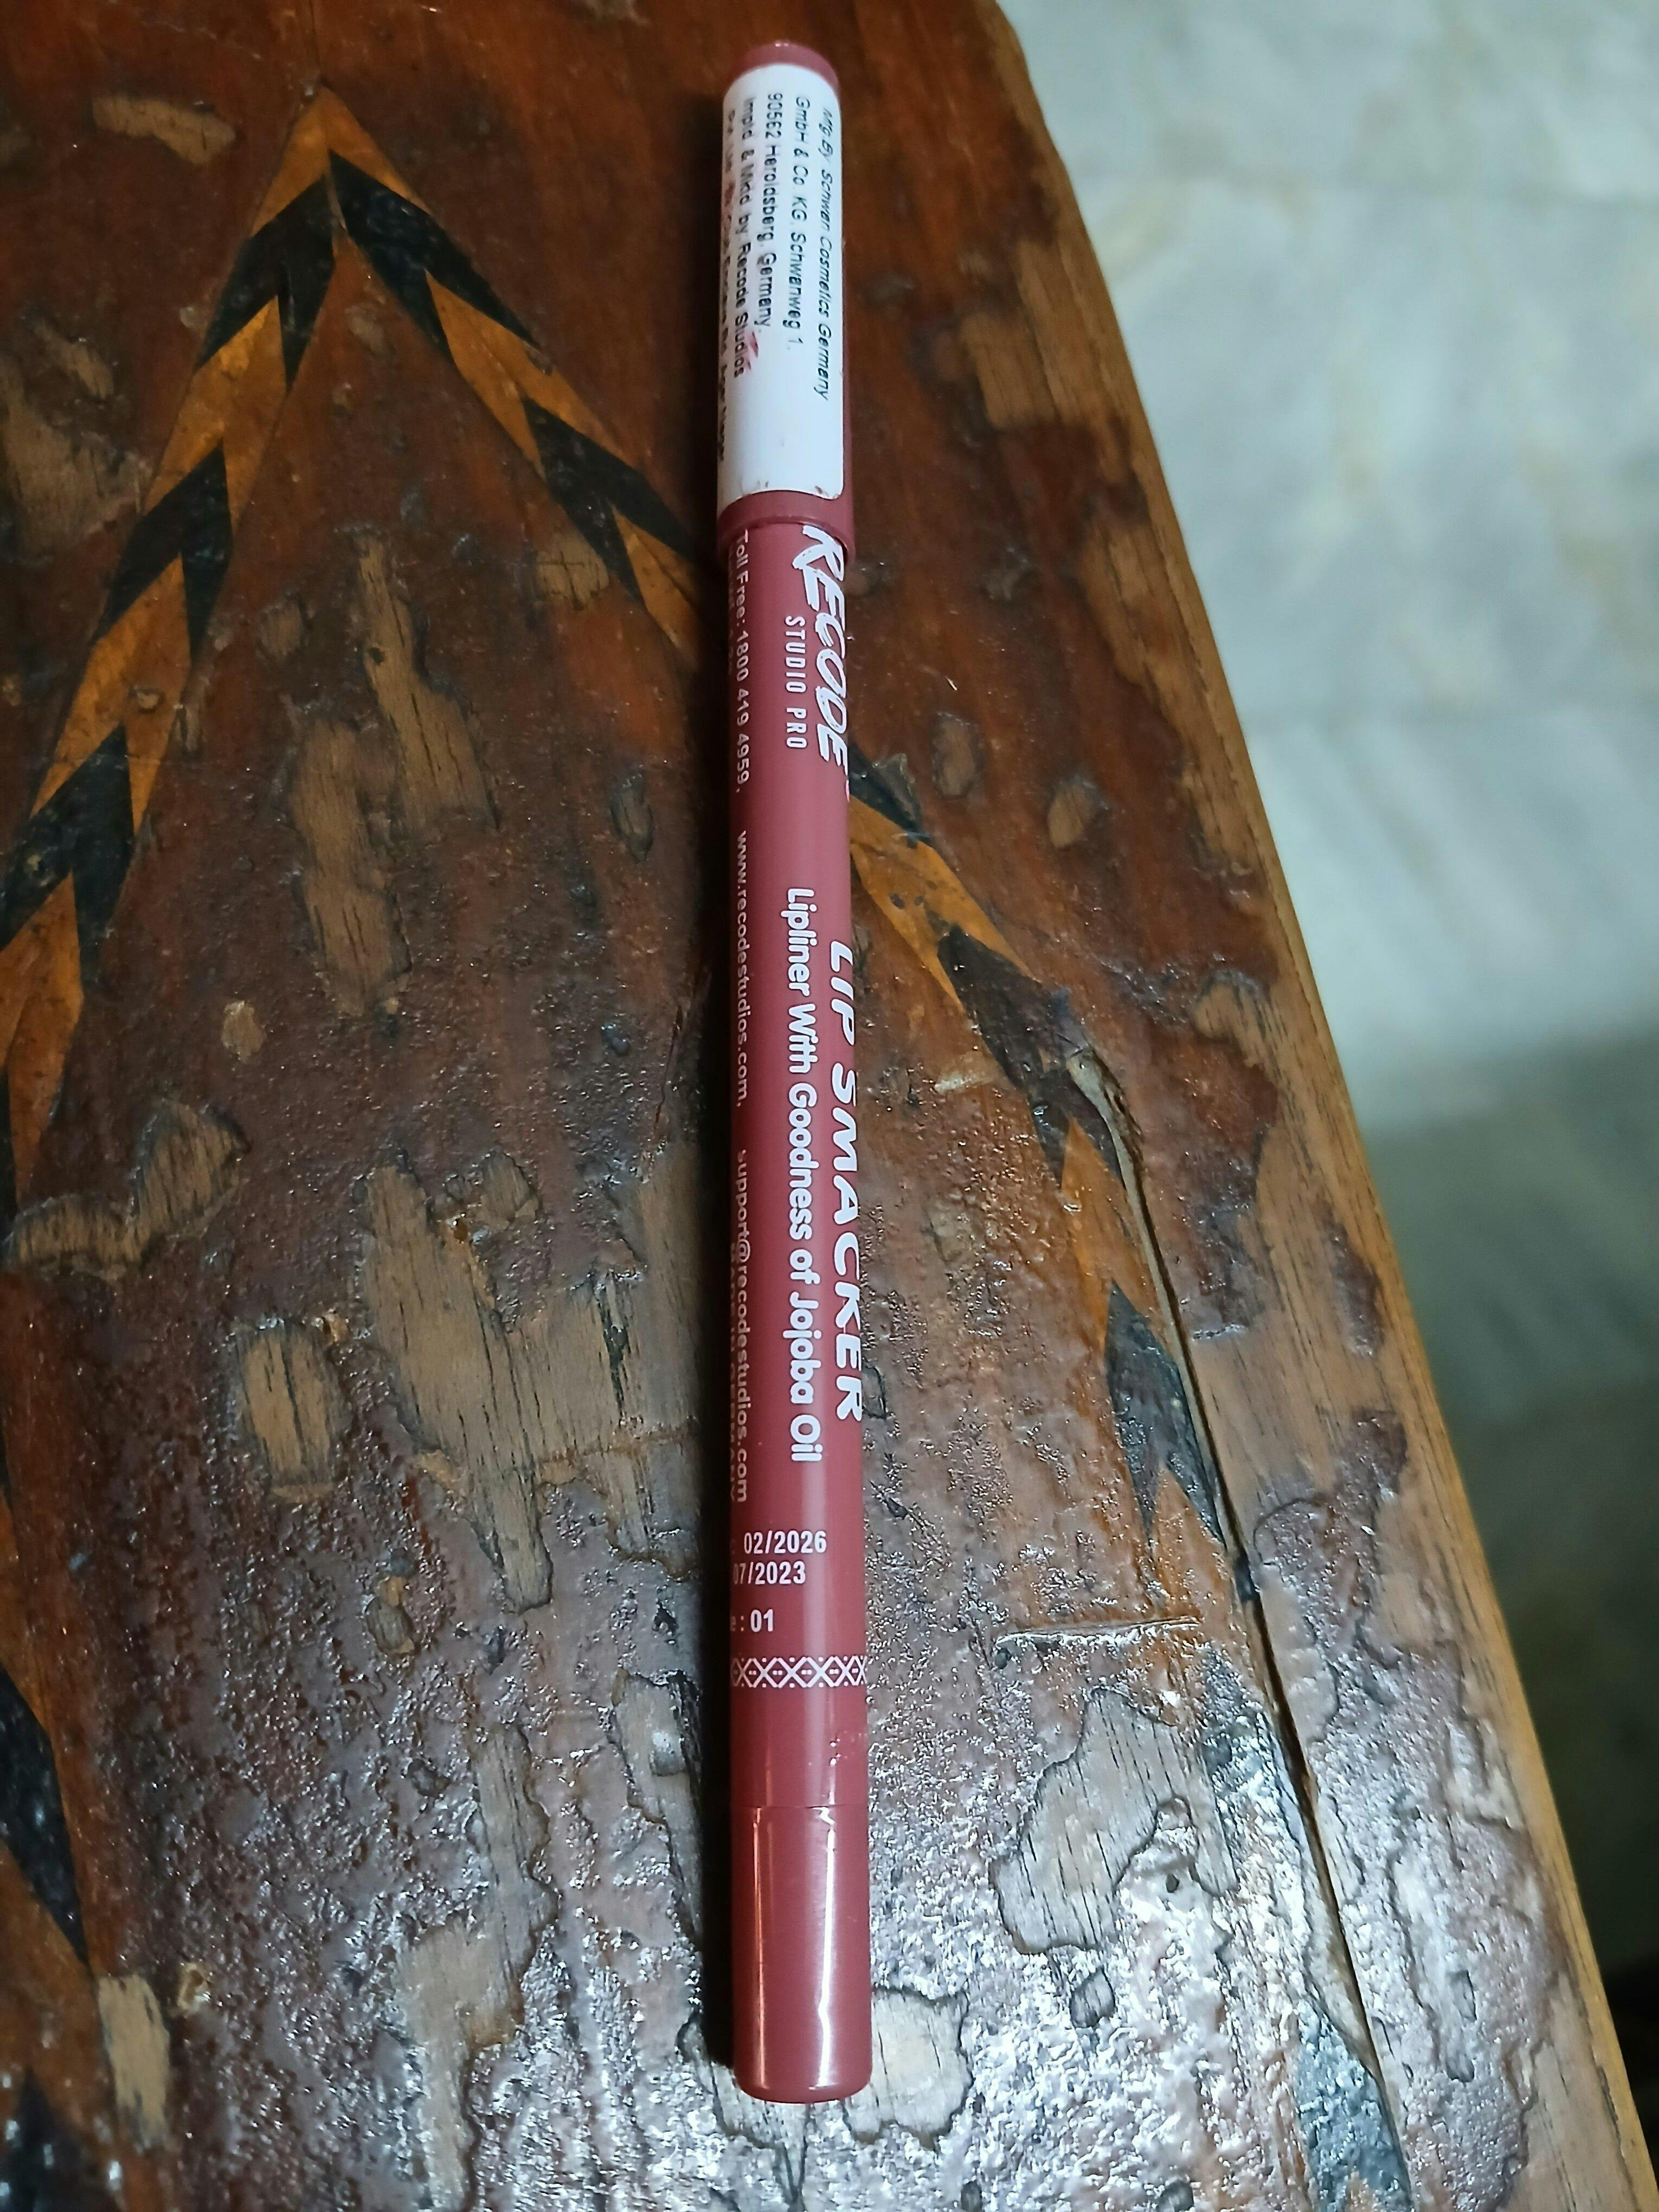 Mfg By Schwan Cosmetics Germany
GmbH & Co. KG Schwanweg 1,
90562 Heroldsberg, Germany.
Impld. & Mktd. by Recode Studios
RECODE
STUDIO PRO
LIP SMACKER
Lipliner With Goodness of Jojoba Oil
Toll Free: 1800 419 4959. www.recodestudios.com, support@recodestudios.com
: 02/2026
07/2023
e : 01